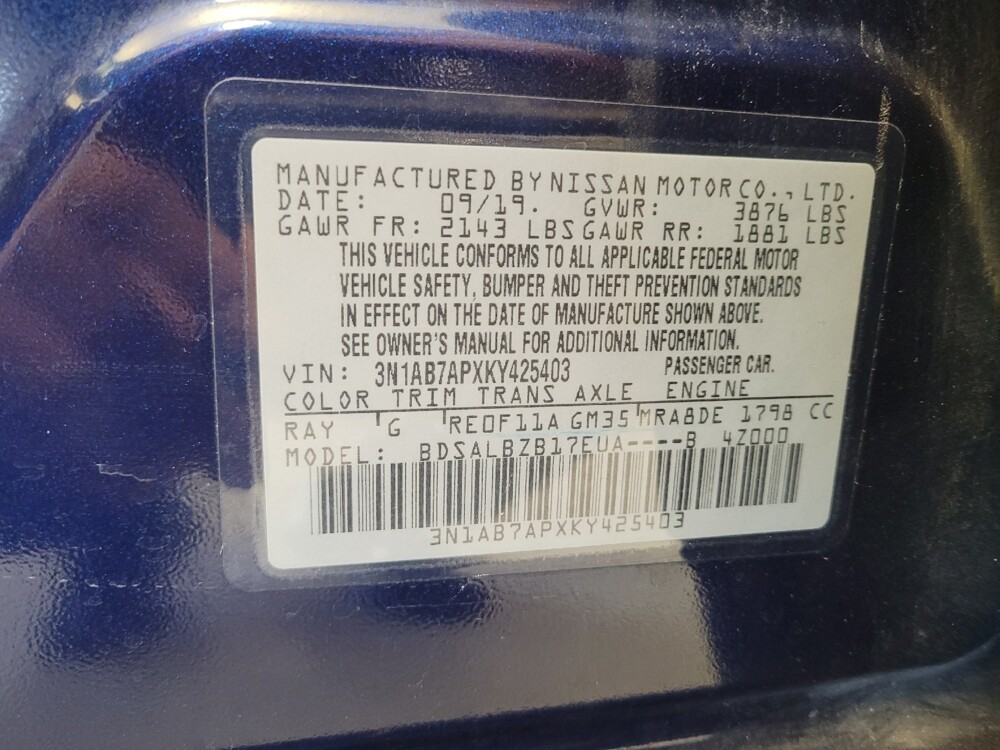 MANUFACTURED BY NISSAN MOTOR CO., LTD.
DATE: 09/19. GVWR: 3876 LBS
GAWR FR: 2143 LBS GAWR RR: 1881 LBS
THIS VEHICLE CONFORMS TO ALL APPLICABLE FEDERAL MOTOR
VEHICLE SAFETY, BUMPER AND THEFT PREVENTION STANDARDS
IN EFFECT ON THE DATE OF MANUFACTURE SHOWN ABOVE.
SEE OWNER'S MANUAL FOR ADDITIONAL INFORMATION.
VIN: 3N1AB7APXKY425403 PASSENGER CAR.
COLOR TRIM TRANS AXLE ENGINE
RAY G RE0F11A GM35 MRA8DE 1798 CC
MODEL: BDSALBZB17EUA----B 4Z000
3N1AB7APXKY425403